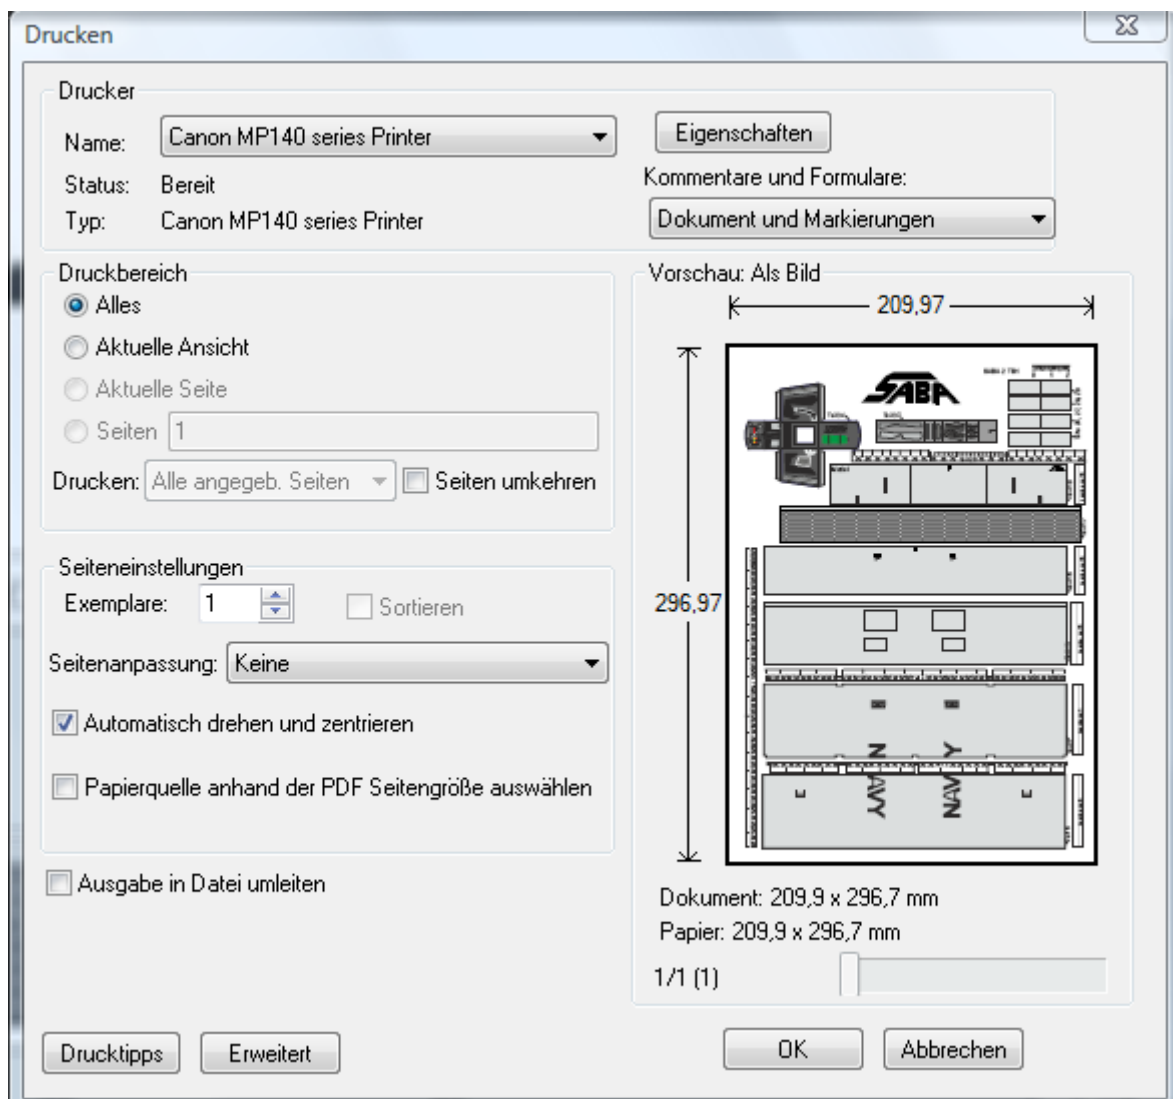 Drucken
Drucker
Name: Canon MP140 series Printer
Eigenschaften
Status: Bereit
Kommentare und Formulare:
Typ: Canon MP140 series Printer
Dokument und Markierungen
Druckbereich
Alles
Aktuelle Ansicht
Aktuelle Seite
Seiten 1
Drucken: Alle angegeb. Seiten Seiten umkehren
Seiteneinstellungen
Exemplare: 1 Sortieren
Seitenanpassung: Keine
Automatisch drehen und zentrieren
Papierquelle anhand der PDF Seitengröße auswählen
Ausgabe in Datei umleiten
Vorschau: Als Bild
209,97
296,97
SABA
N Y
AVY NAV
Dokument: 209,9 x 296,7 mm
Papier: 209,9 x 296,7 mm
1/1 (1)
Drucktipps
Erweitert
OK
Abbrechen